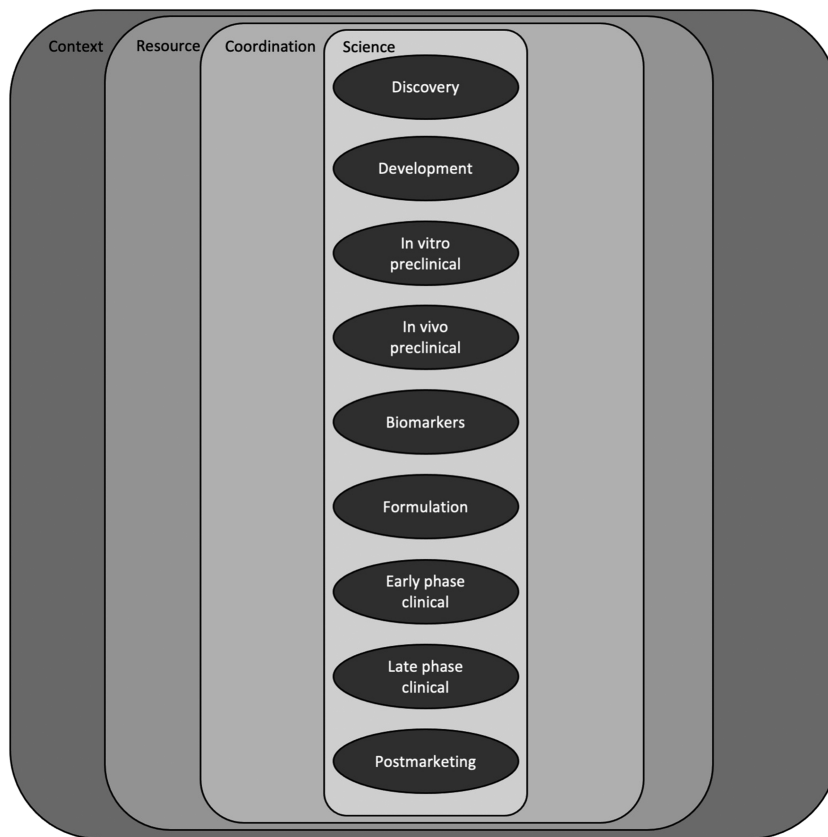 Context Resource Coordination Science
Discovery
Development
In vitro
preclinical
In vivo
preclinical
Biomarkers
Formulation
Early phase
clinical
Late phase
clinical
Postmarketing